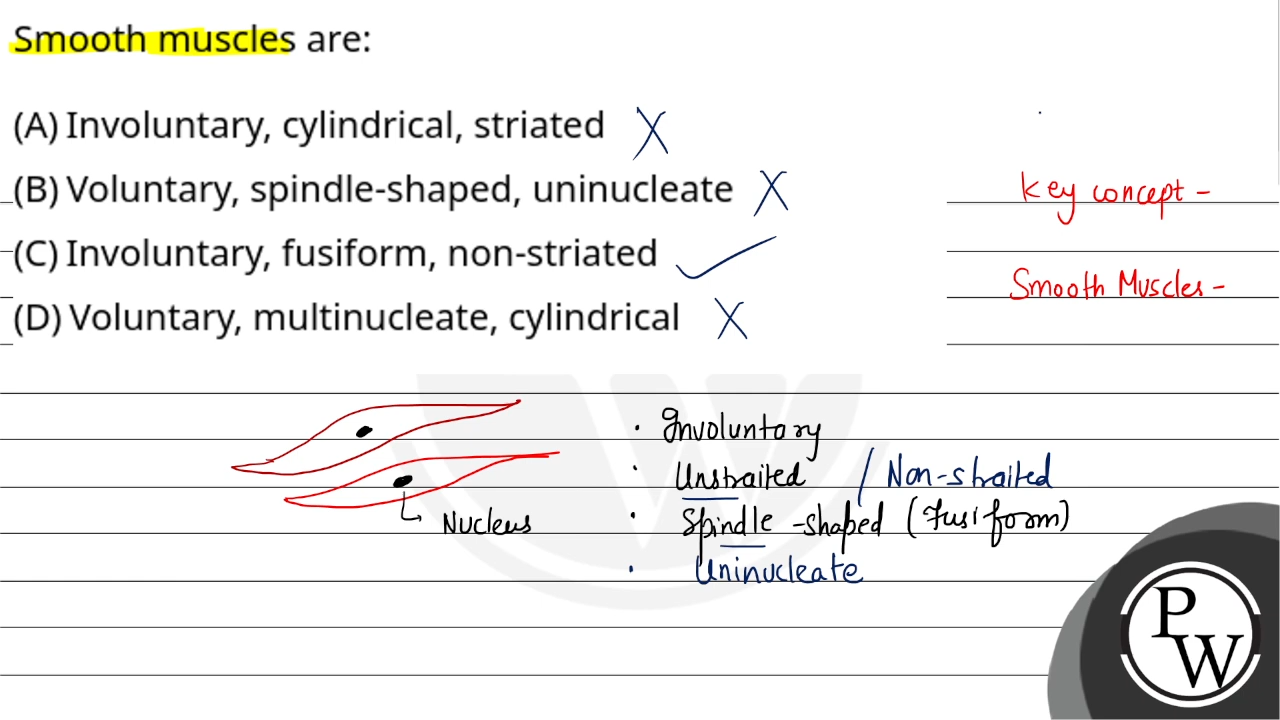 Smooth muscles are:
(A) Involuntary, cylindrical, striated X
(B) Voluntary, spindle-shaped, uninucleate X
(C) Involuntary, fusiform, non-striated ✓
(D) Voluntary, multinucleate, cylindrical X
Key concept -
Smooth Muscles -
Nucleus
• Involuntary
• Unstraited / Non-straited
• Spindle -shaped (fusiform)
• Uninucleate
P
W